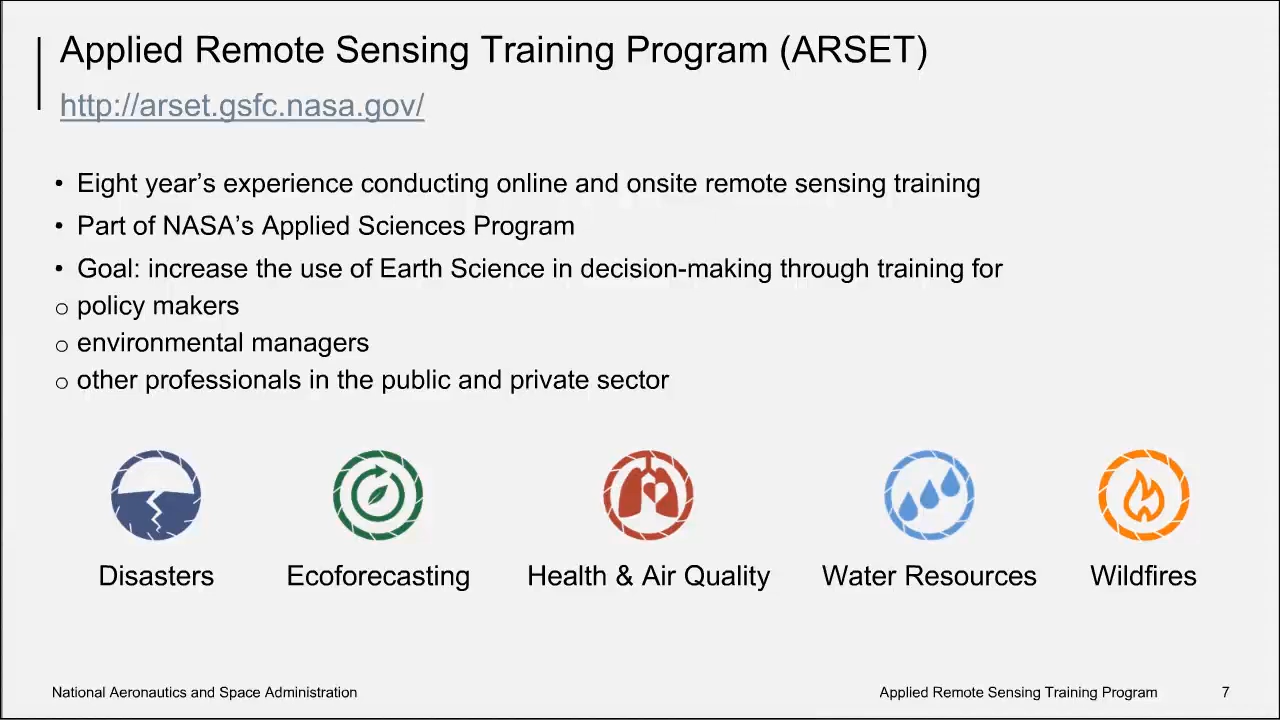 Applied Remote Sensing Training Program (ARSET)
http://arset.gsfc.nasa.gov/
• Eight year’s experience conducting online and onsite remote sensing training
• Part of NASA’s Applied Sciences Program
• Goal: increase the use of Earth Science in decision-making through training for
o policy makers
o environmental managers
o other professionals in the public and private sector
Disasters
Ecoforecasting
Health & Air Quality
Water Resources
Wildfires
National Aeronautics and Space Administration
Applied Remote Sensing Training Program
7